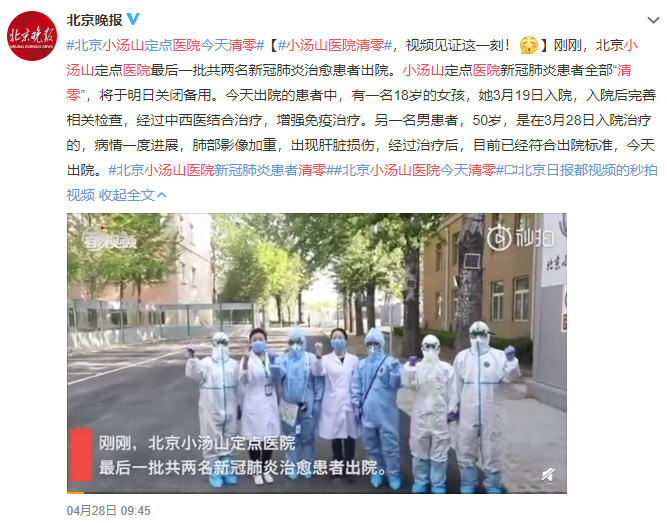 北京晚报
北京晚报
BEIJING EVENING NEWS
#北京小汤山定点医院今天清零#【#小汤山医院清零#，视频见证这一刻！】刚刚，北京小
汤山定点医院最后一批共两名新冠肺炎治愈患者出院。小汤山定点医院新冠肺炎患者全部“清
零”，将于明日关闭备用。今天出院的患者中，有一名18岁的女孩，她3月19日入院，入院后完善
相关检查，经过中西医结合治疗，增强免疫治疗。另一名男患者，50岁，是在3月28日入院治疗
的，病情一度进展，肺部影像加重，出现肝脏损伤，经过治疗后，目前已经符合出院标准，今天
出院。#北京小汤山医院新冠肺炎患者清零##北京小汤山医院今天清零#北京日报都视频的秒拍
视频 收起全文
秒拍
北京小
刚刚，北京小汤山定点医院
最后一批共两名新冠肺炎治愈患者出院。
04月28日 09:45